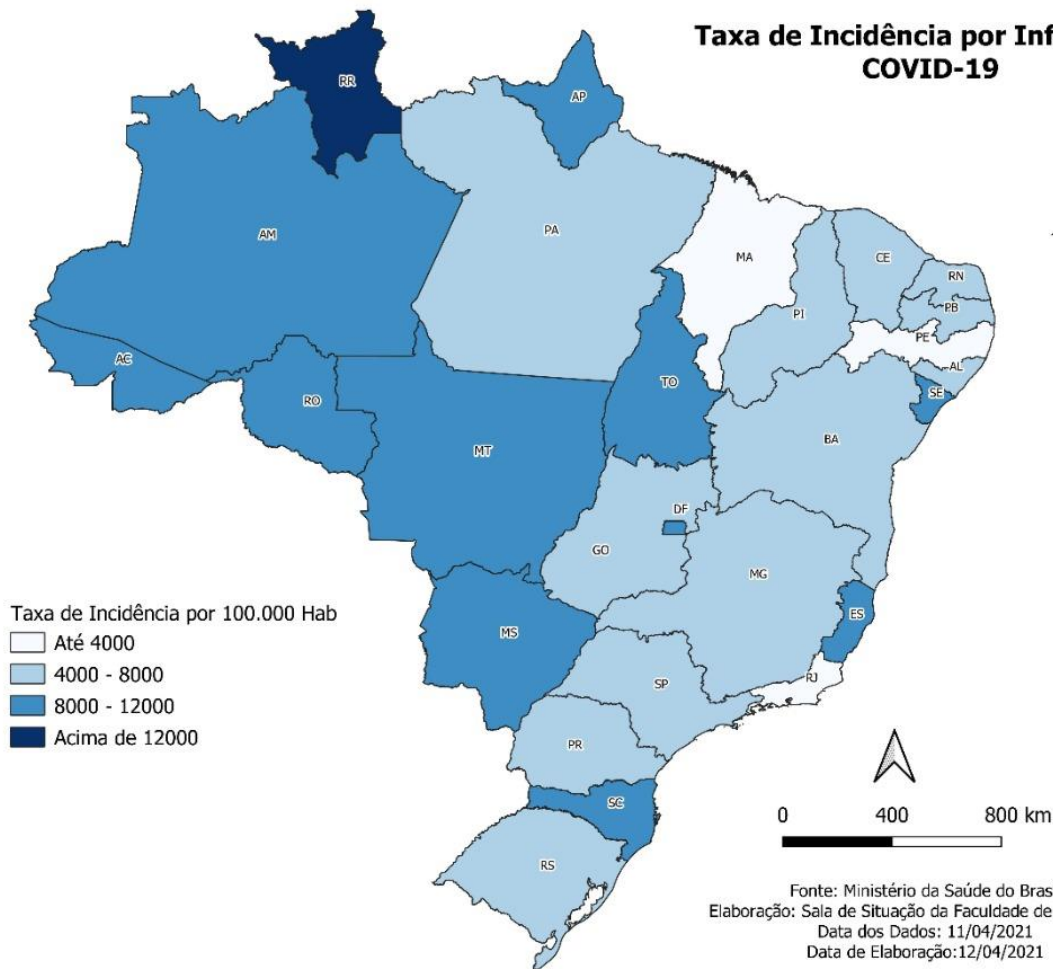 Taxa de Incidência por Inf
COVID-19
RR
AP
AM
PA
MA
CE
RN
PB
PI
PE
AL
SE
AC
RO
TO
MT
BA
DF
GO
MG
ES
MS
SP
RJ
PR
SC
RS
Taxa de Incidência por 100.000 Hab
Até 4000
4000 - 8000
8000 - 12000
Acima de 12000
0 400 800 km
Fonte: Ministério da Saúde do Bras
Elaboração: Sala de Situação da Faculdade de
Data dos Dados: 11/04/2021
Data de Elaboração:12/04/2021